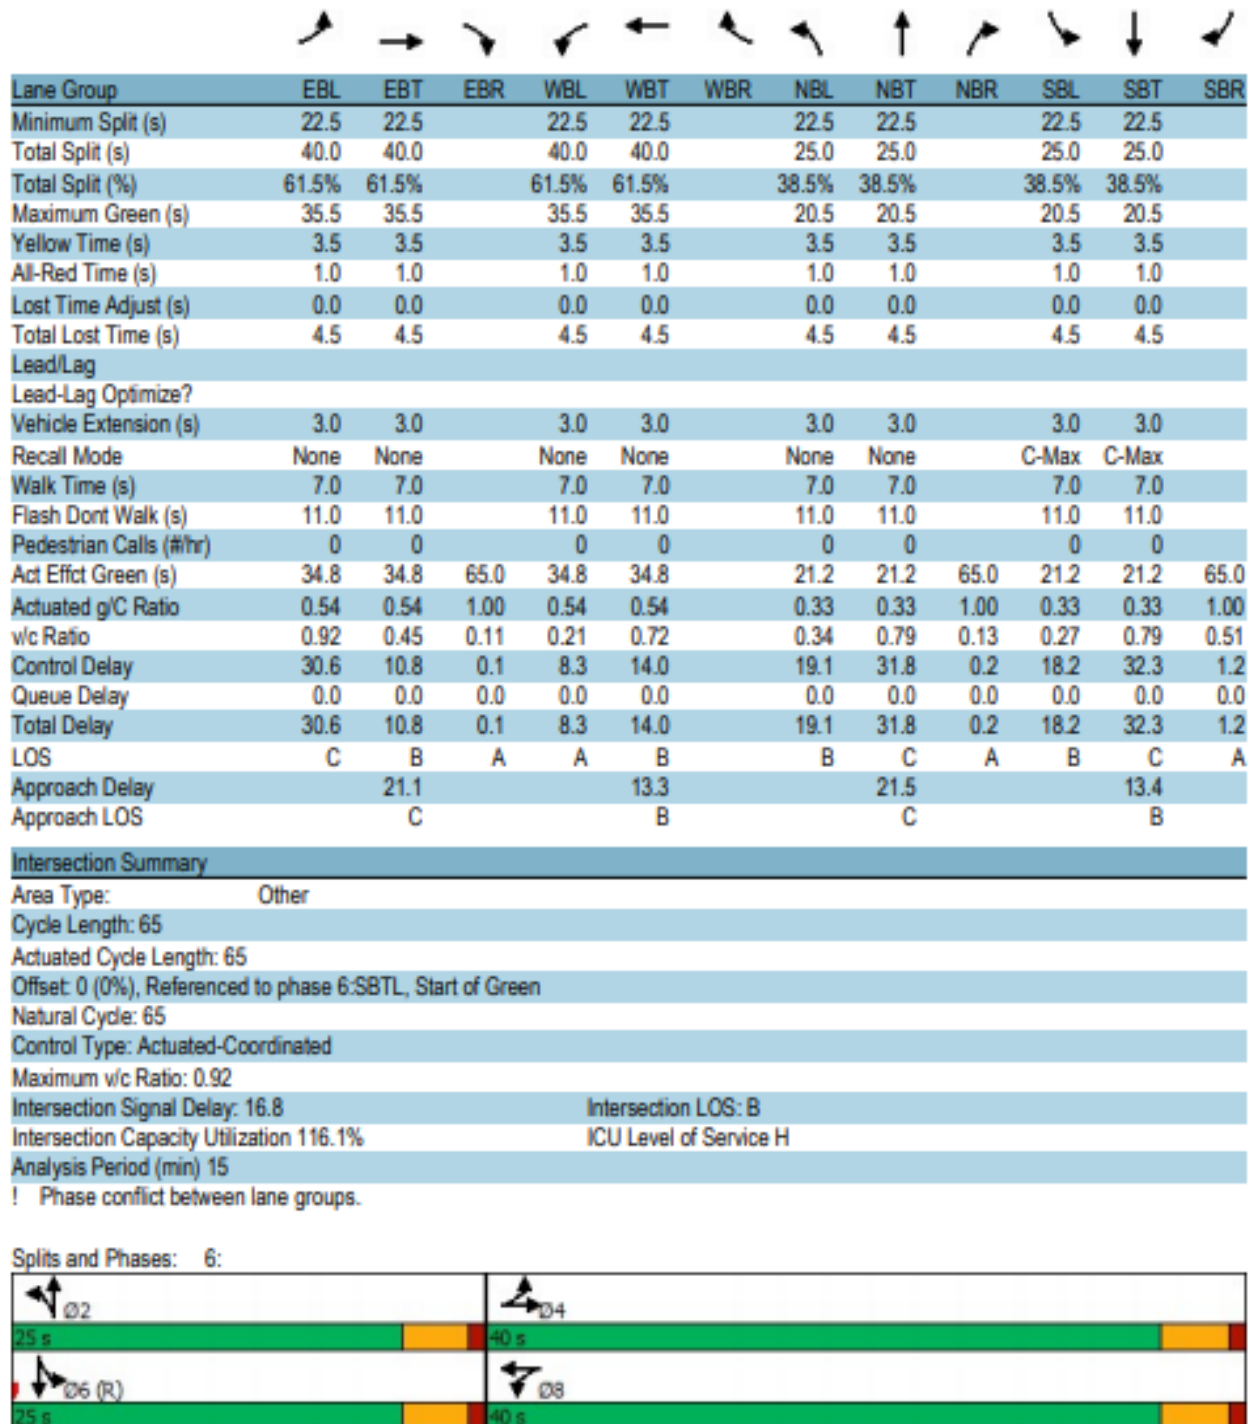 Lane Group EBL EBT EBR WBL WBT WBR NBL NBT NBR SBL SBT SBR
Minimum Split (s) 22.5 22.5 22.5 22.5 22.5 22.5 22.5 22.5
Total Split (s) 40.0 40.0 40.0 40.0 25.0 25.0 25.0 25.0
Total Split (%) 61.5% 61.5% 61.5% 61.5% 38.5% 38.5% 38.5% 38.5%
Maximum Green (s) 35.5 35.5 35.5 35.5 20.5 20.5 20.5 20.5
Yellow Time (s) 3.5 3.5 3.5 3.5 3.5 3.5 3.5 3.5
All-Red Time (s) 1.0 1.0 1.0 1.0 1.0 1.0 1.0 1.0
Lost Time Adjust (s) 0.0 0.0 0.0 0.0 0.0 0.0 0.0 0.0
Total Lost Time (s) 4.5 4.5 4.5 4.5 4.5 4.5 4.5 4.5
Lead/Lag
Lead-Lag Optimize?
Vehicle Extension (s) 3.0 3.0 3.0 3.0 3.0 3.0 3.0 3.0
Recall Mode None None None None None None C-Max C-Max
Walk Time (s) 7.0 7.0 7.0 7.0 7.0 7.0 7.0 7.0
Flash Dont Walk (s) 11.0 11.0 11.0 11.0 11.0 11.0 11.0 11.0
Pedestrian Calls (#/hr) 0 0 0 0 0 0 0 0
Act Effct Green (s) 34.8 34.8 65.0 34.8 34.8 21.2 21.2 65.0 21.2 21.2 65.0
Actuated g/C Ratio 0.54 0.54 1.00 0.54 0.54 0.33 0.33 1.00 0.33 0.33 1.00
v/c Ratio 0.92 0.45 0.11 0.21 0.72 0.34 0.79 0.13 0.27 0.79 0.51
Control Delay 30.6 10.8 0.1 8.3 14.0 19.1 31.8 0.2 18.2 32.3 1.2
Queue Delay 0.0 0.0 0.0 0.0 0.0 0.0 0.0 0.0 0.0 0.0 0.0
Total Delay 30.6 10.8 0.1 8.3 14.0 19.1 31.8 0.2 18.2 32.3 1.2
LOS C B A A B B C A B C A
Approach Delay 21.1 13.3 21.5 13.4
Approach LOS C B C B
Intersection Summary
Area Type: Other
Cycle Length: 65
Actuated Cycle Length: 65
Offset: 0 (0%), Referenced to phase 6:SBTL, Start of Green
Natural Cycle: 65
Control Type: Actuated-Coordinated
Maximum v/c Ratio: 0.92
Intersection Signal Delay: 16.8 Intersection LOS: B
Intersection Capacity Utilization 116.1% ICU Level of Service H
Analysis Period (min) 15
! Phase conflict between lane groups.
Splits and Phases: 6:
Ø2 Ø4
25 s 40 s
Ø6 (R) Ø8
25 s 40 s